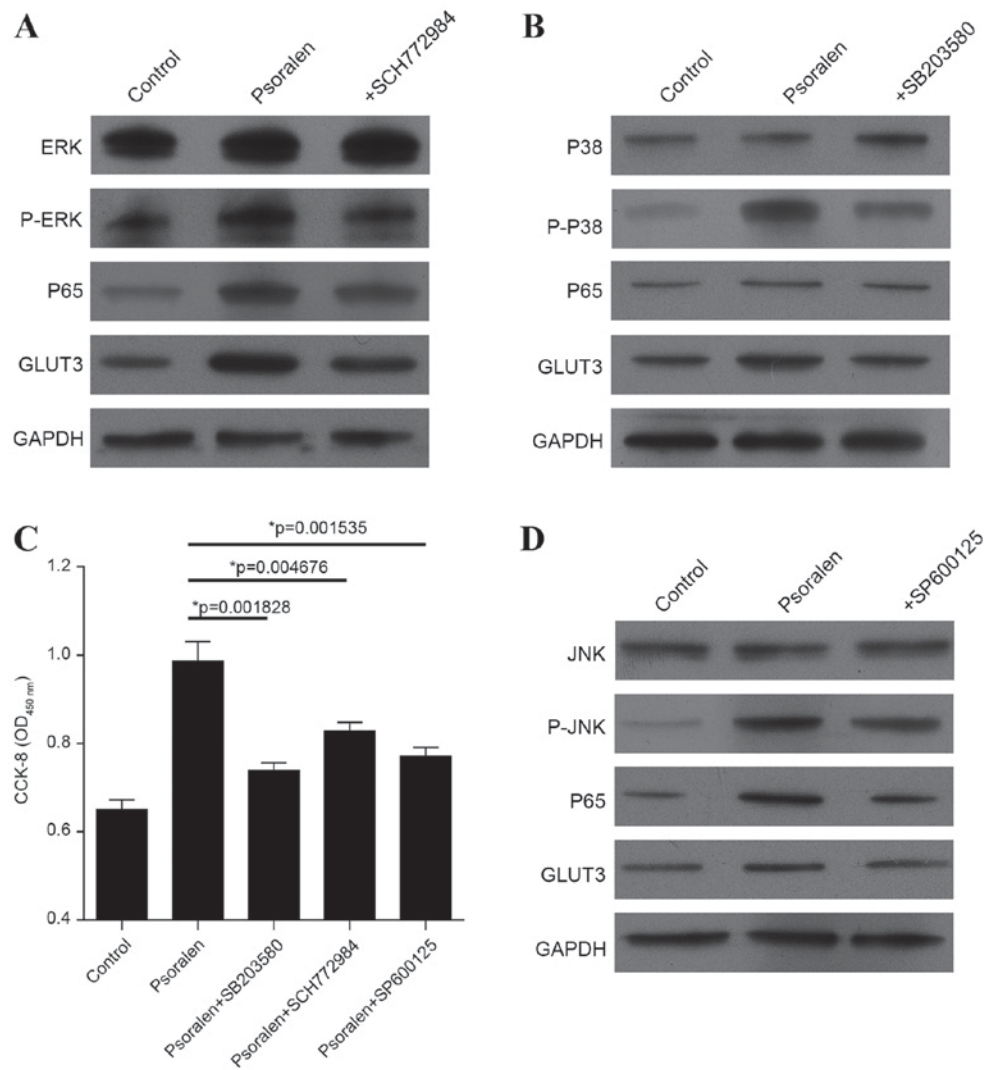 A
Control
Psoralen
+SCH772984
ERK
P-ERK
P65
GLUT3
GAPDH
B
Control
Psoralen
+SB203580
P38
P-P38
P65
GLUT3
GAPDH
C
*p=0.001535
*p=0.004676
*p=0.001828
CCK-8 (OD450 nm)
1.2
1.0
0.8
0.6
0.4
Control
Psoralen
Psoralen+SB203580
Psoralen+SCH772984
Psoralen+SP600125
D
Control
Psoralen
+SP600125
JNK
P-JNK
P65
GLUT3
GAPDH